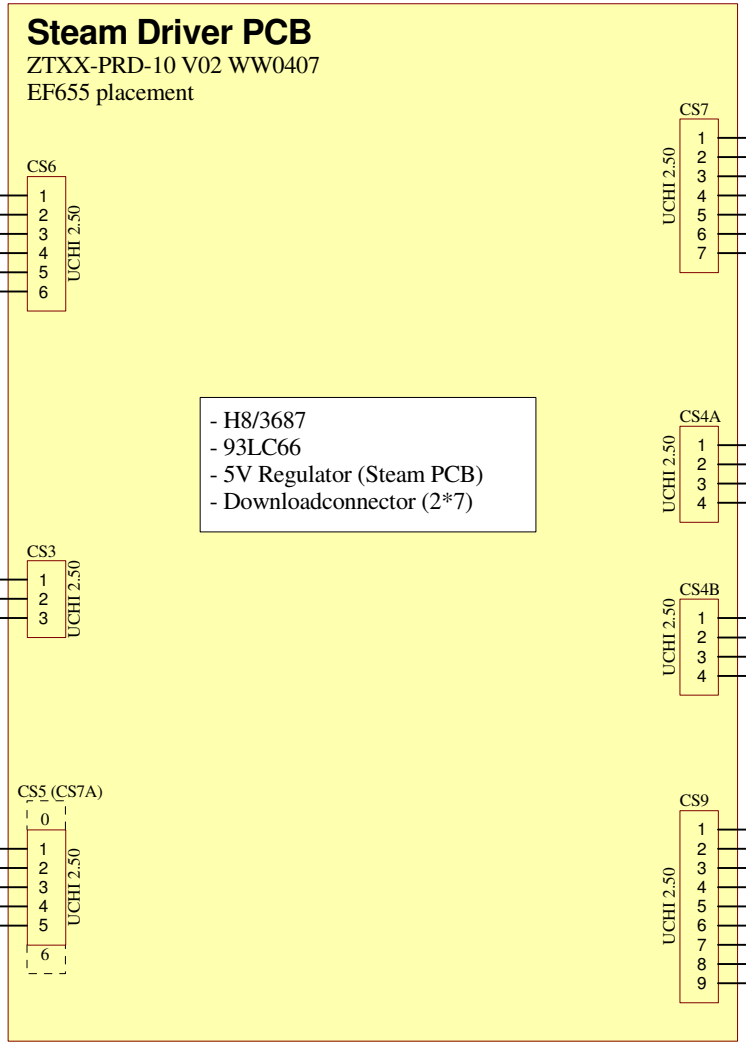 Steam Driver PCB
ZTXX-PRD-10 V02 WW0407
EF655 placement
CS6
1
2
3
4
5
6
UCHI 2.50
CS7
1
2
3
4
5
6
7
UCHI 2.50
- H8/3687
- 93LC66
- 5V Regulator (Steam PCB)
- Downloadconnector (2*7)
CS4A
1
2
3
4
UCHI 2.50
CS3
1
2
3
UCHI 2.50
CS4B
1
2
3
4
UCHI 2.50
CS5 (CS7A)
0
1
2
3
4
5
6
UCHI 2.50
CS9
1
2
3
4
5
6
7
8
9
UCHI 2.50